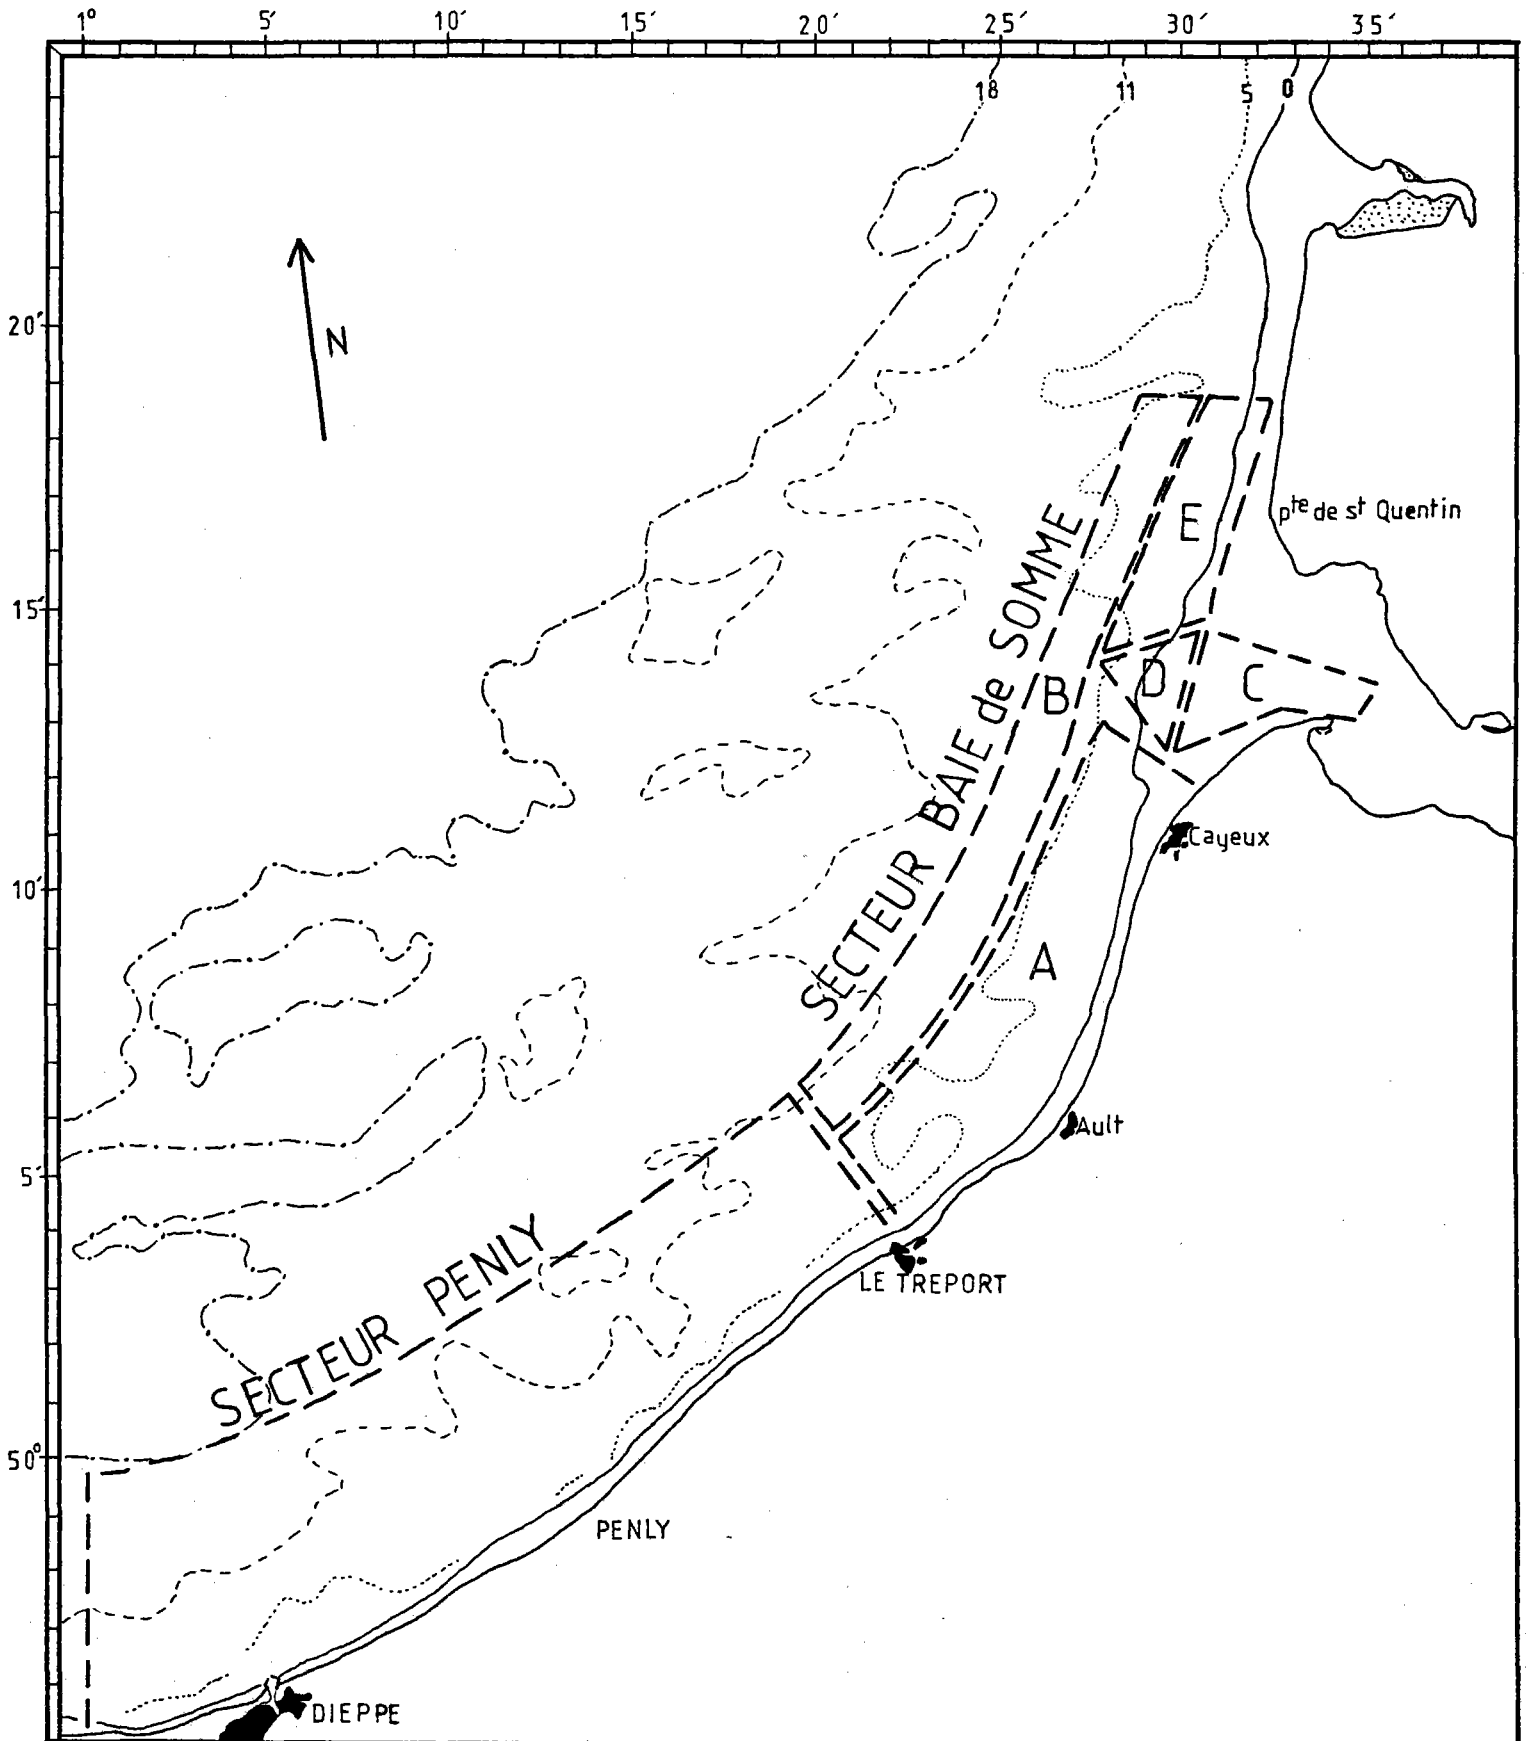 1° 5′ 10′ 15′ 20′ 25′ 30′ 35′
18 11 5 0
20′
N
pte de st Quentin
E
15′
SECTEUR BAIE de SOMME
B D C
Cayeux
10′
A
Ault
5′
SECTEUR PENLY
LE TREPORT
50°
PENLY
DIEPPE